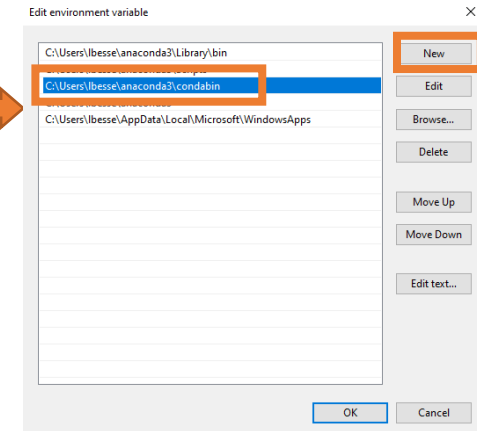 Edit environment variable
C:\Users\lbesse\anaconda3\Library\bin
New
C:\Users\lbesse\anaconda3\condabin
Edit
C:\Users\lbesse\AppData\Local\Microsoft\WindowsApps
Browse...
Delete
Move Up
Move Down
Edit text...
OK
Cancel